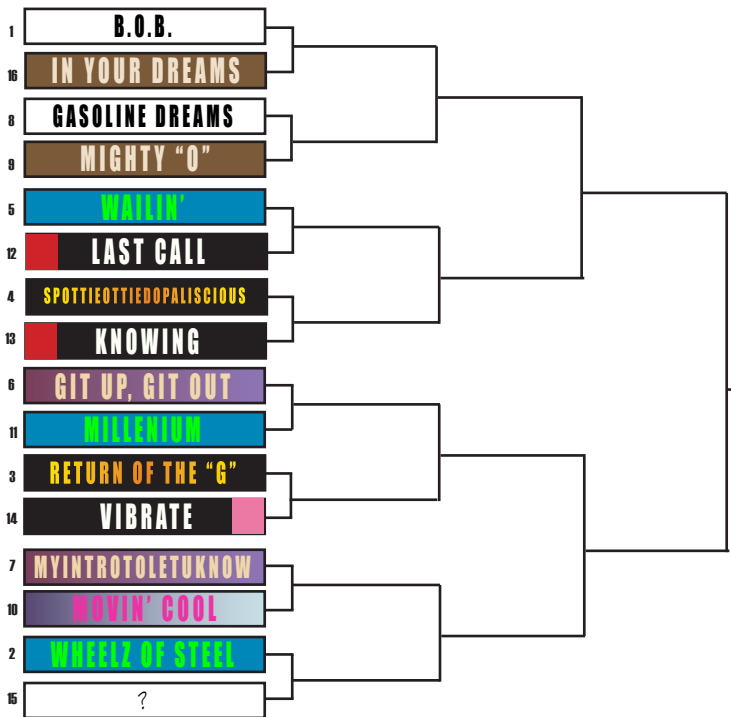 1 B.O.B.
16 IN YOUR DREAMS
8 GASOLINE DREAMS
9 MIGHTY “O”
5 WAILIN’
12 LAST CALL
4 SPOTTIEOTTIEDOPALISCIOUS
13 KNOWING
6 GIT UP, GIT OUT
11 MILLENIUM
3 RETURN OF THE “G”
14 VIBRATE
7 MYINTROTOLETUKNOW
10 MOVIN’ COOL
2 WHEELZ OF STEEL
15 ?